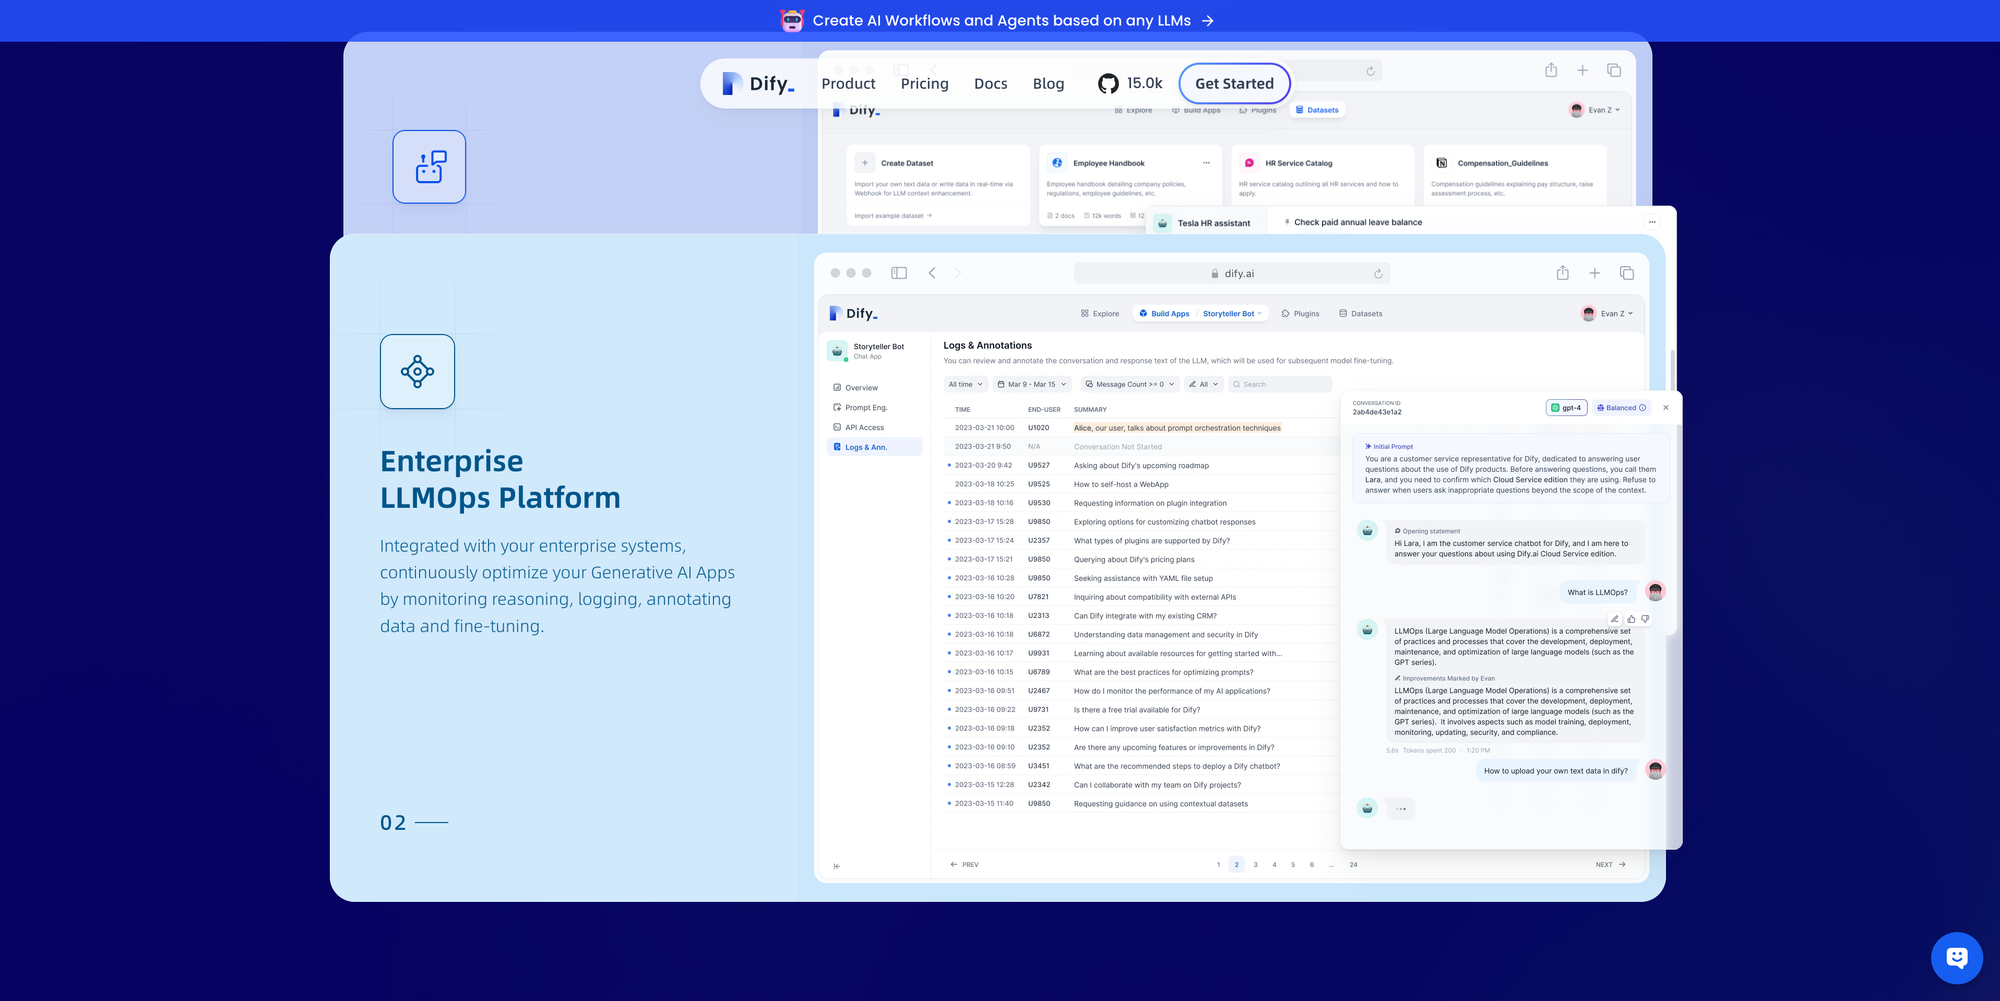 Create AI Workflows and Agents based on any LLMs →
Dify_
Product
Pricing
Docs
Blog
15.0k
Get Started
Dify_
Explore
Build Apps
Plugins
Datasets
Evan Z
Create Dataset
Import your own text data or write data in real-time via
Webhook for LLM context enhancement.
Import example dataset →
Employee Handbook
Employee handbook detailing company policies,
regulations, employee guidelines, etc.
2 docs
12k words
12
HR Service Catalog
HR service catalog outlining all HR services and how to
apply.
Compensation_Guidelines
Compensation guidelines explaining pay structure, raise
assessment process, etc.
Tesla HR assistant
Check paid annual leave balance
Enterprise
LLMOps Platform
Integrated with your enterprise systems,
continuously optimize your Generative AI Apps
by monitoring reasoning, logging, annotating
data and fine-tuning.
02
dify.ai
Dify_
Explore
Build Apps / Storyteller Bot
Plugins
Datasets
Evan Z
Storyteller Bot
Chat App
Overview
Prompt Eng.
API Access
Logs & Ann.
Logs & Annotations
You can review and annotate the conversation and response text of the LLM, which will be used for subsequent model fine-tuning.
All time
Mar 9 - Mar 15
Message Count >= 0
All
Search
TIME END-USER SUMMARY
2023-03-21 10:00 U1020 Alice, our user, talks about prompt orchestration techniques
2023-03-21 9:50 N/A Conversation Not Started
2023-03-20 9:42 U9527 Asking about Dify's upcoming roadmap
2023-03-18 10:25 U9525 How to self-host a WebApp
2023-03-18 10:16 U9530 Requesting information on plugin integration
2023-03-17 15:28 U9850 Exploring options for customizing chatbot responses
2023-03-17 15:24 U2357 What types of plugins are supported by Dify?
2023-03-17 15:21 U9850 Querying about Dify's pricing plans
2023-03-16 10:28 U9850 Seeking assistance with YAML file setup
2023-03-16 10:20 U7821 Inquiring about compatibility with external APIs
2023-03-16 10:18 U2313 Can Dify integrate with my existing CRM?
2023-03-16 10:18 U6872 Understanding data management and security in Dify
2023-03-16 10:17 U9931 Learning about available resources for getting started with...
2023-03-16 10:15 U6789 What are the best practices for optimizing prompts?
2023-03-16 09:51 U2467 How do I monitor the performance of my AI applications?
2023-03-16 09:22 U9731 Is there a free trial available for Dify?
2023-03-16 09:18 U2352 How can I improve user satisfaction metrics with Dify?
2023-03-16 09:10 U2352 Are there any upcoming features or improvements in Dify?
2023-03-16 08:59 U3451 What are the recommended steps to deploy a Dify chatbot?
2023-03-15 12:28 U2342 Can I collaborate with my team on Dify projects?
2023-03-15 11:40 U9850 Requesting guidance on using contextual datasets
← PREV
1 2 3 4 5 6 ... 24
NEXT →
CONVERSATION ID
2ab4de43e1a2
gpt-4
Balanced
Initial Prompt
You are a customer service representative for Dify, dedicated to answering user
questions about the use of Dify products. Before answering questions, you call them
Lara, and you need to confirm which Cloud Service edition they are using. Refuse to
answer when users ask inappropriate questions beyond the scope of the context.
Opening statement
Hi Lara, I am the customer service chatbot for Dify, and I am here to
answer your questions about using Dify.ai Cloud Service edition.
What is LLMOps?
LLMOps (Large Language Model Operations) is a comprehensive set
of practices and processes that cover the development, deployment,
maintenance, and optimization of large language models (such as the
GPT series).
Improvements Marked by Evan
LLMOps (Large Language Model Operations) is a comprehensive set
of practices and processes that cover the development, deployment,
maintenance, and optimization of large language models (such as the
GPT series). It involves aspects such as model training, deployment,
monitoring, updating, security, and compliance.
5.6s Tokens spent 200 · 1:20 PM
How to upload your own text data in dify?